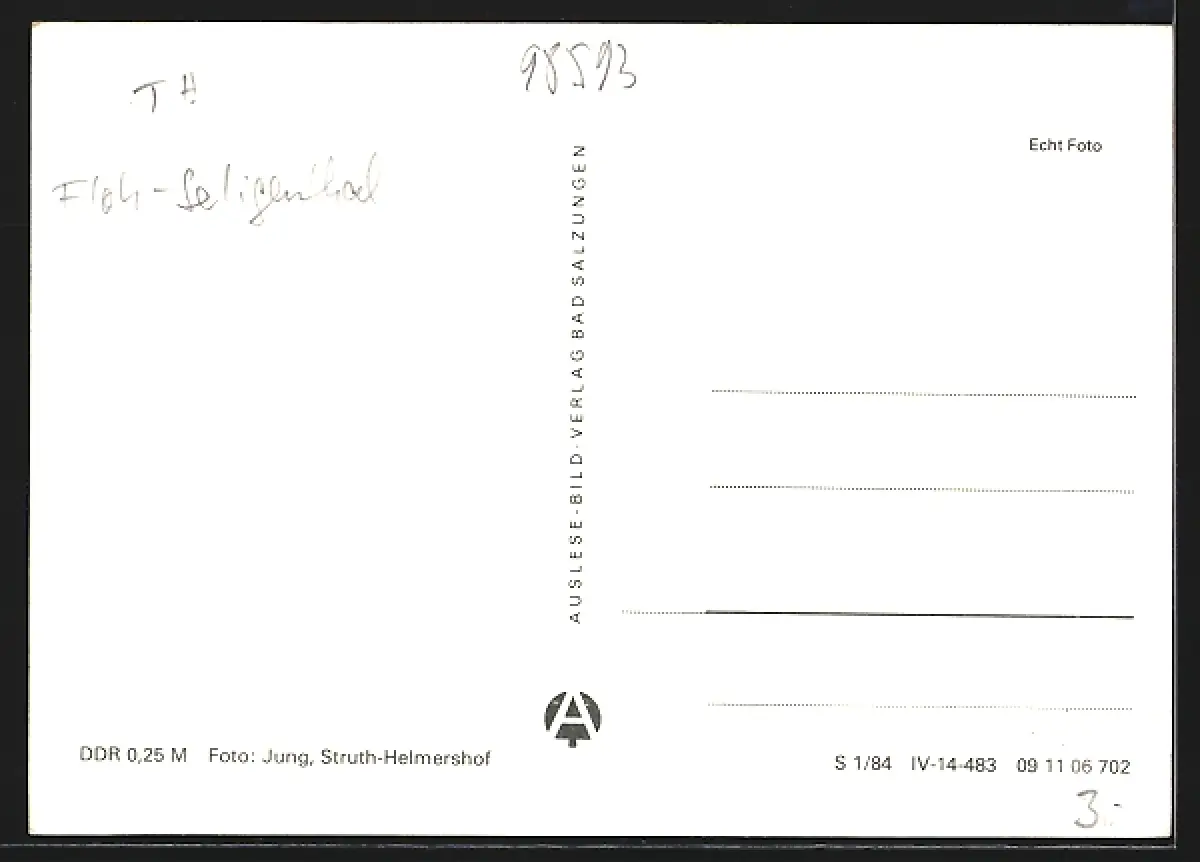 98593
TH
Floh-Seligenthal
Echt Foto
AUSLESE-BILD-VERLAG BAD SALZUNGEN
A
DDR 0,25 M Foto: Jung, Struth-Helmershof
S 1/84 IV-14-483 09 11 06 702
3.-